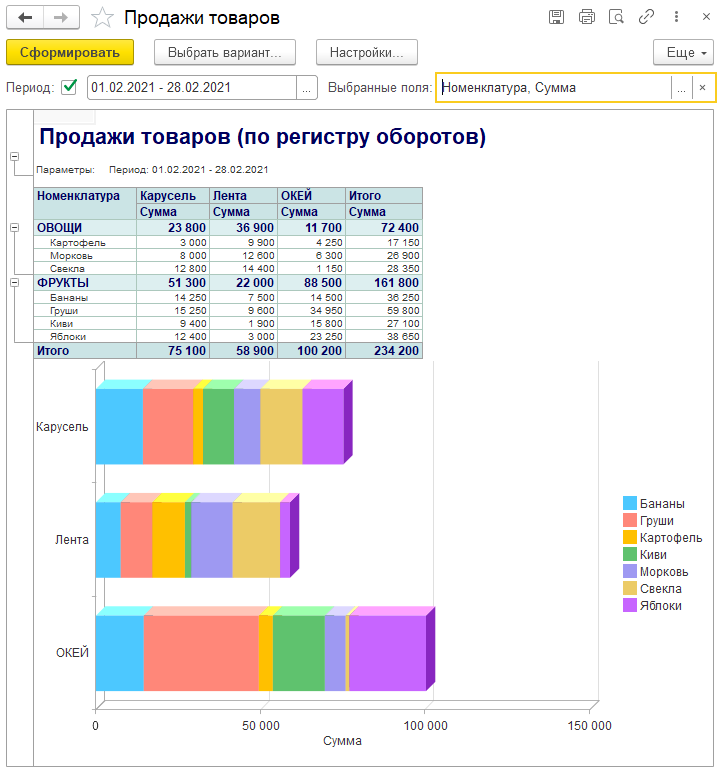 Продажи товаров
Сформировать Выбрать вариант... Настройки... Еще
Период: 01.02.2021 - 28.02.2021 ... Выбранные поля: Номенклатура, Сумма ... ×
Продажи товаров (по регистру оборотов)
Параметры: Период: 01.02.2021 - 28.02.2021
Номенклатура Карусель Лента ОКЕЙ Итого
Сумма Сумма Сумма Сумма
ОВОЩИ 23 800 36 900 11 700 72 400
Картофель 3 000 9 900 4 250 17 150
Морковь 8 000 12 600 6 300 26 900
Свекла 12 800 14 400 1 150 28 350
ФРУКТЫ 51 300 22 000 88 500 161 800
Бананы 14 250 7 500 14 500 36 250
Груши 15 250 9 600 34 950 59 800
Киви 9 400 1 900 15 800 27 100
Яблоки 12 400 3 000 23 250 38 650
Итого 75 100 58 900 100 200 234 200
Карусель
Лента
ОКЕЙ
0 50 000 100 000 150 000
Сумма
Бананы
Груши
Картофель
Киви
Морковь
Свекла
Яблоки